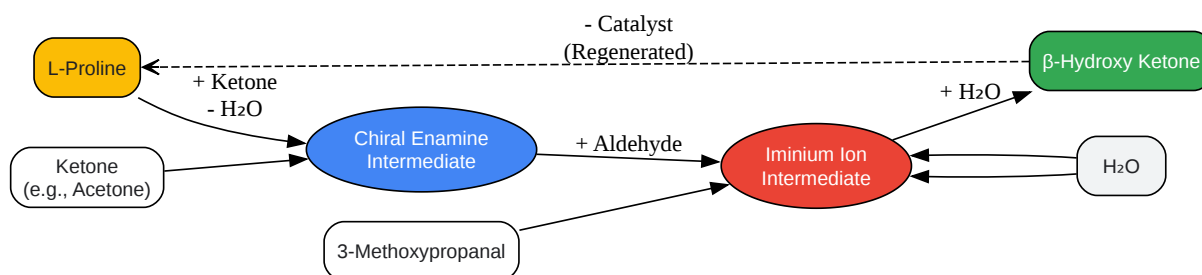 - Catalyst
(Regenerated)
L-Proline
β-Hydroxy Ketone
+ Ketone
- H₂O
+ H₂O
Chiral Enamine
Intermediate
+ Aldehyde
Iminium Ion
Intermediate
H₂O
Ketone
(e.g., Acetone)
3-Methoxypropanal